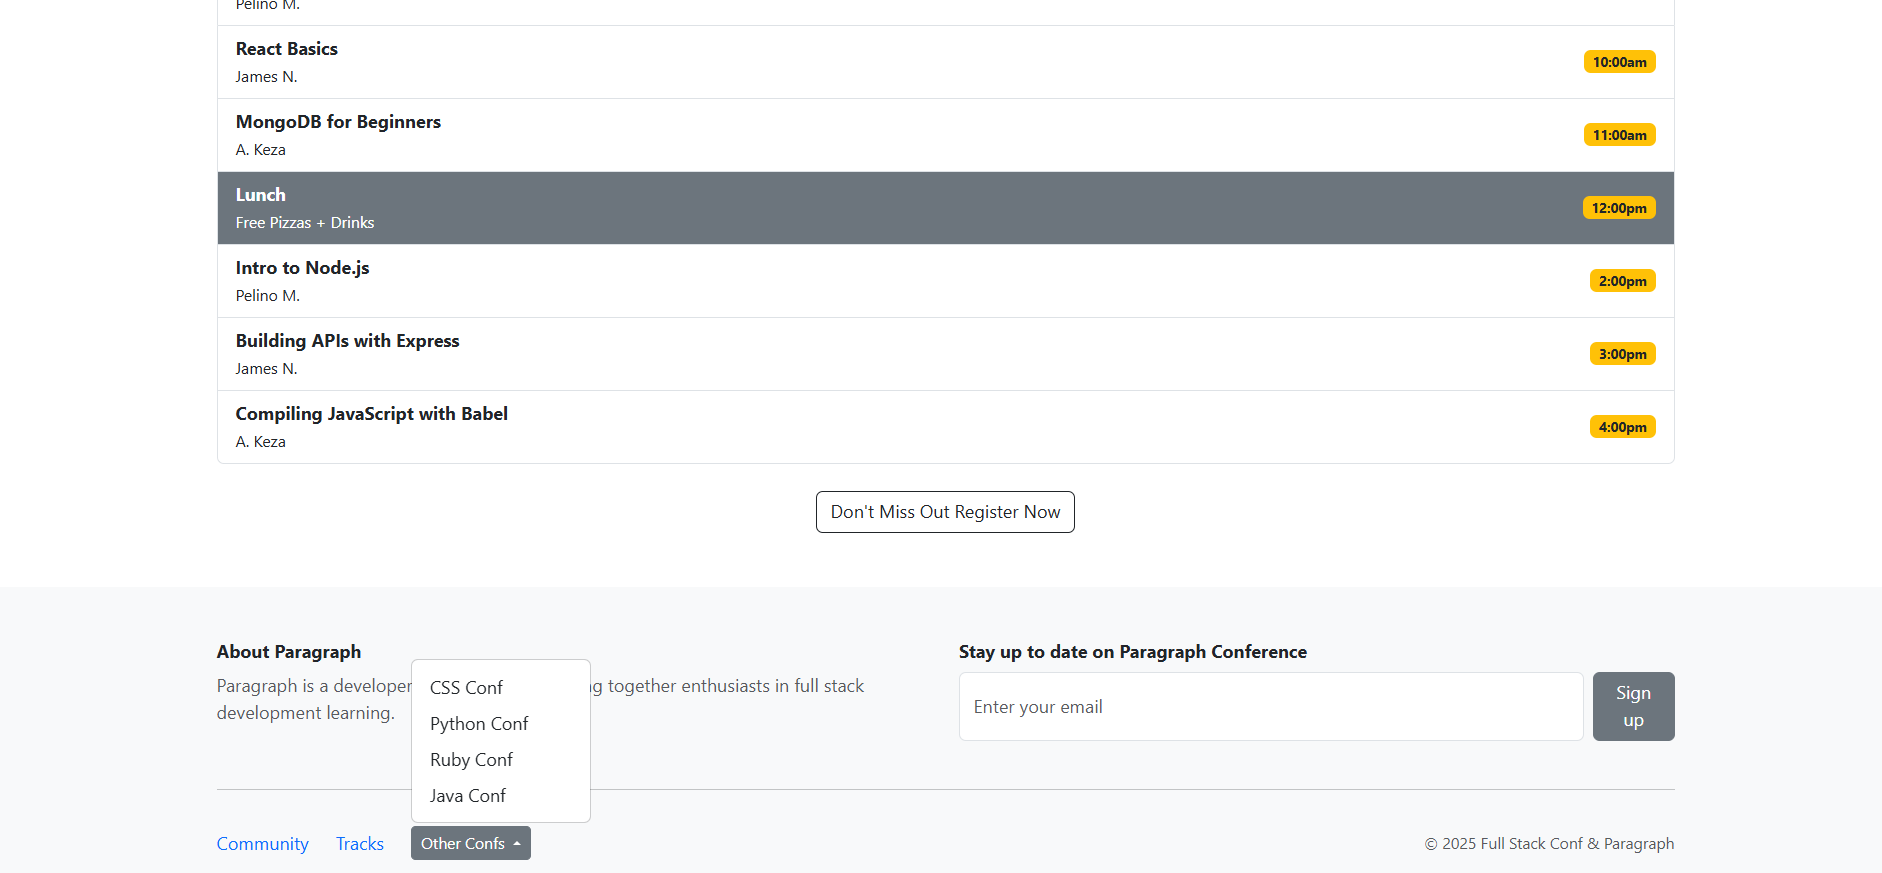 Pelino M.
React Basics
James N.
10:00am
MongoDB for Beginners
A. Keza
11:00am
Lunch
Free Pizzas + Drinks
12:00pm
Intro to Node.js
Pelino M.
2:00pm
Building APIs with Express
James N.
3:00pm
Compiling JavaScript with Babel
A. Keza
4:00pm
Don't Miss Out Register Now
About Paragraph
Paragraph is a developer
together enthusiasts in full stack
development learning.
CSS Conf
Python Conf
Ruby Conf
Java Conf
Stay up to date on Paragraph Conference
Enter your email
Sign
up
Community
Tracks
Other Confs
© 2025 Full Stack Conf & Paragraph